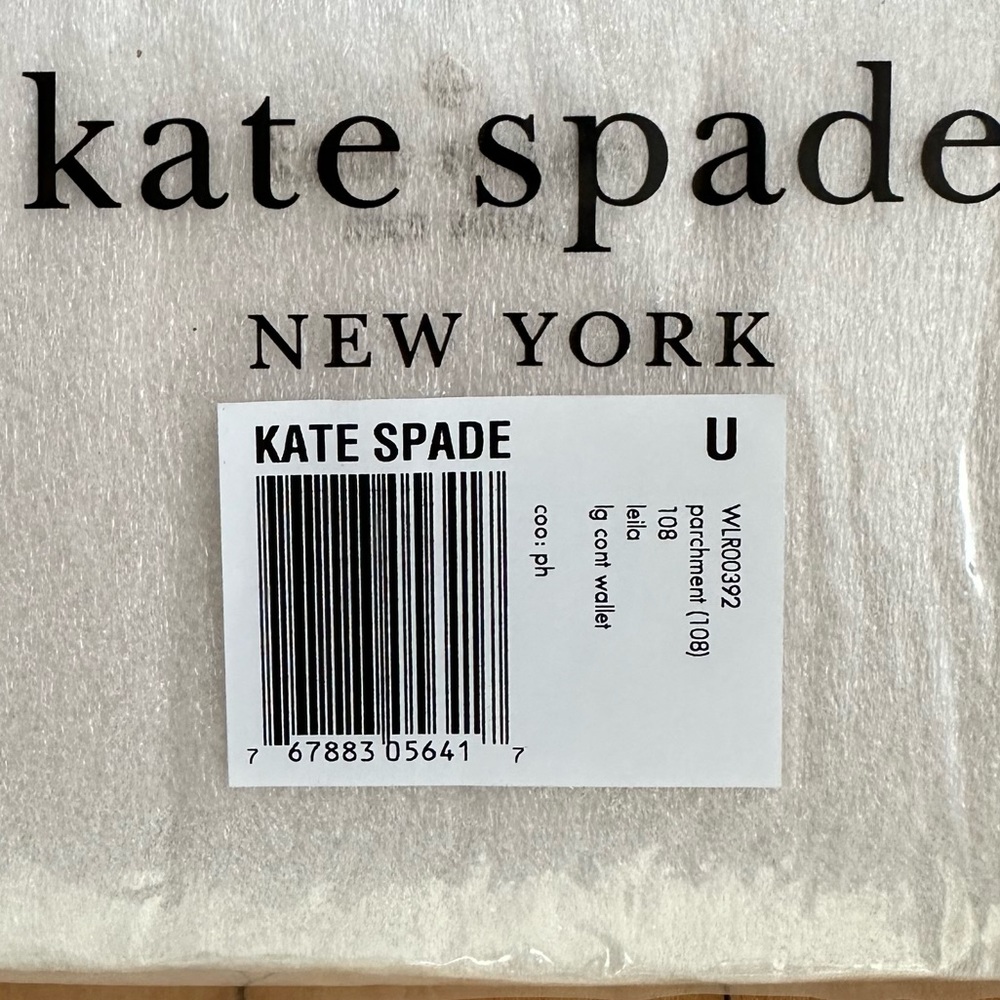 kate spade
NEW YORK
KATE SPADE
U
WLR00392
parchment (108)
108
leila
lg cont wallet
coo: ph
7 67883 05641 7